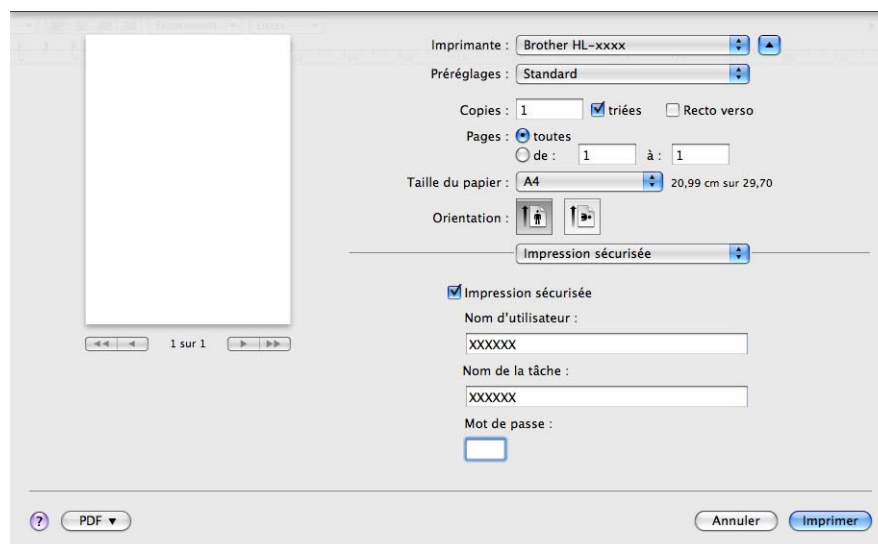 Imprimante : Brother HL-xxxx
Préréglages : Standard
Copies : 1 triées Recto verso
Pages : toutes
de : 1 à : 1
Taille du papier : A4 20,99 cm sur 29,70
Orientation :
Impression sécurisée
Impression sécurisée
Nom d'utilisateur :
XXXXXX
Nom de la tâche :
XXXXXX
Mot de passe :
1 sur 1
? PDF Annuler Imprimer